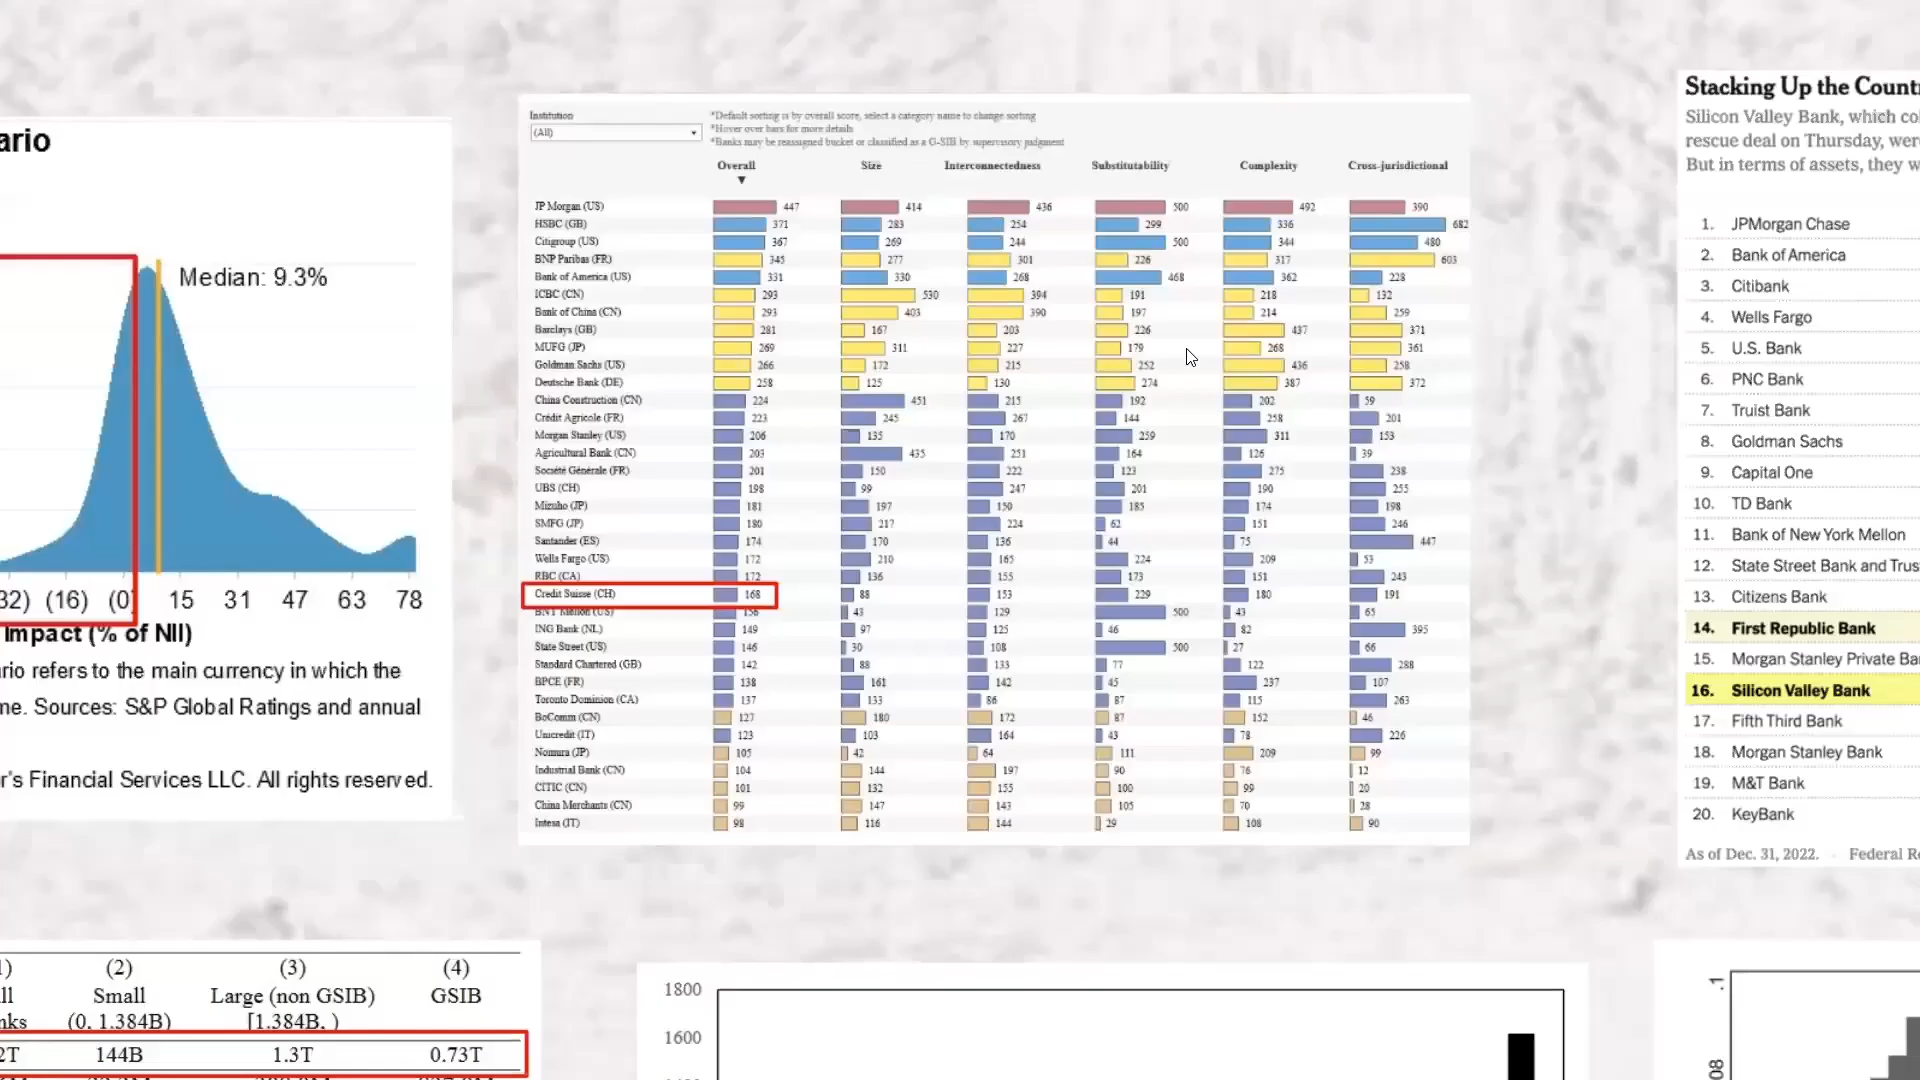 ario
Median: 9.3%
32) (16) (0) 15 31 47 63 78
Impact (% of NII)
ario refers to the main currency in which the
me. Sources: S&P Global Ratings and annual
r's Financial Services LLC. All rights reserved.
Institution
(All)
*Default sorting is by overall score, select a category name to change sorting
*Hover over bars for more details
*Banks may be reassigned bucket or classified as a G-SIB by supervisory judgment
Overall Size Interconnectedness Substitutability Complexity Cross-jurisdictional
JP Morgan (US) 447 414 436 500 492 390
HSBC (GB) 371 283 254 299 336 682
Citigroup (US) 367 269 244 500 344 480
BNP Paribas (FR) 345 277 301 226 317 603
Bank of America (US) 331 330 268 468 362 228
ICBC (CN) 293 530 394 191 218 132
Bank of China (CN) 293 403 390 197 214 259
Barclays (GB) 281 167 203 226 437 371
MUFG (JP) 269 311 227 179 268 361
Goldman Sachs (US) 266 172 215 252 436 258
Deutsche Bank (DE) 258 125 130 274 387 372
China Construction (CN) 224 451 215 192 202 59
Crédit Agricole (FR) 223 245 267 144 258 201
Morgan Stanley (US) 206 135 170 259 311 153
Agricultural Bank (CN) 203 435 251 164 126 39
Société Générale (FR) 201 150 222 123 275 238
UBS (CH) 198 99 247 201 190 255
Mizuho (JP) 181 197 150 185 174 198
SMFG (JP) 180 217 224 62 151 246
Santander (ES) 174 170 136 44 75 447
Wells Fargo (US) 172 210 165 224 209 53
RBC (CA) 172 136 155 173 151 243
Credit Suisse (CH) 168 88 153 229 180 191
BNY Mellon (US) 156 43 129 500 43 65
ING Bank (NL) 149 97 125 46 82 395
State Street (US) 146 30 108 500 27 66
Standard Chartered (GB) 142 88 133 77 122 288
BPCE (FR) 138 161 142 45 237 107
Toronto Dominion (CA) 137 133 86 87 115 263
BoComm (CN) 127 180 172 87 152 46
Unicredit (IT) 123 103 164 43 78 226
Nomura (JP) 105 42 64 111 209 99
Industrial Bank (CN) 104 144 197 90 76 12
CITIC (CN) 101 132 155 100 99 20
China Merchants (CN) 99 147 143 105 70 28
Intesa (IT) 98 116 144 29 108 90
Stacking Up the Count
Silicon Valley Bank, which col
rescue deal on Thursday, were
But in terms of assets, they w
1. JPMorgan Chase
2. Bank of America
3. Citibank
4. Wells Fargo
5. U.S. Bank
6. PNC Bank
7. Truist Bank
8. Goldman Sachs
9. Capital One
10. TD Bank
11. Bank of New York Mellon
12. State Street Bank and Trus
13. Citizens Bank
14. First Republic Bank
15. Morgan Stanley Private Ba
16. Silicon Valley Bank
17. Fifth Third Bank
18. Morgan Stanley Bank
19. M&T Bank
20. KeyBank
As of Dec. 31, 2022. Federal Re
) (2) (3) (4)
ll Small Large (non GSIB) GSIB
nks (0, 1.384B) [1.384B, )
2T 144B 1.3T 0.73T
1800
1600
.1
08